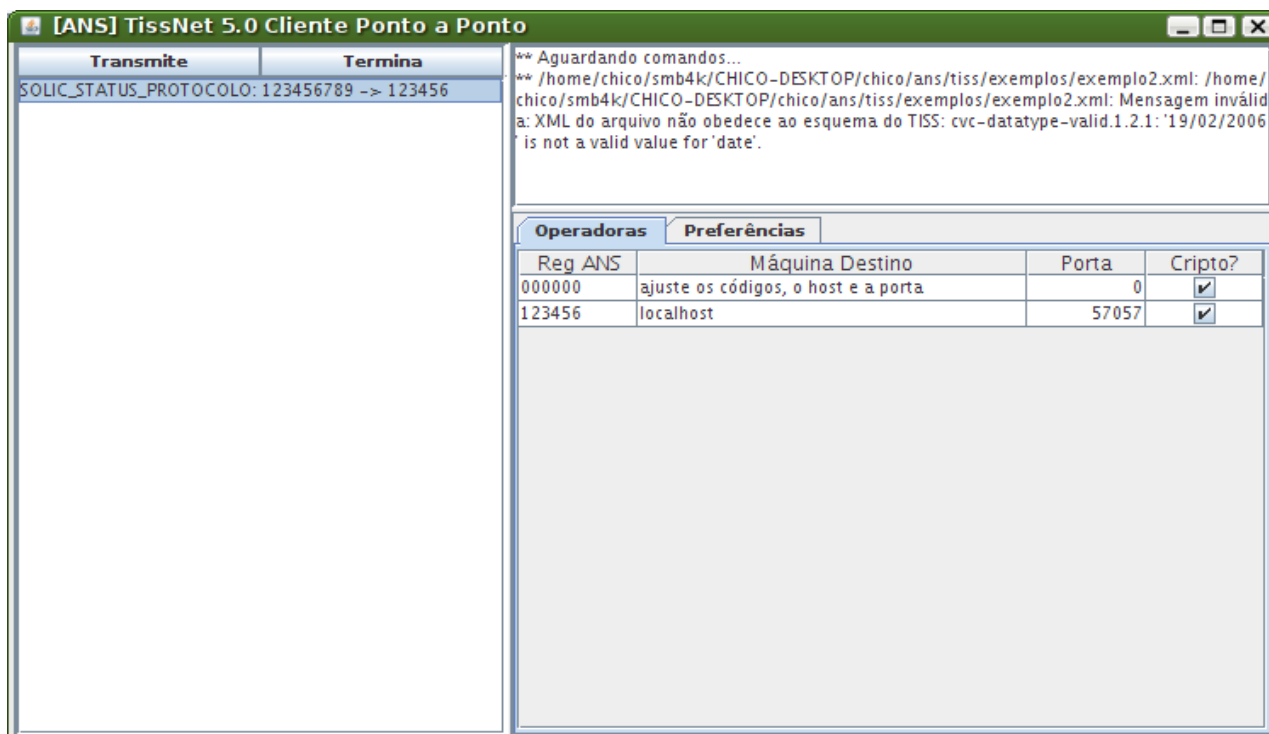 [ANS] TissNet 5.0 Cliente Ponto a Ponto
Transmite Termina
SOLIC_STATUS_PROTOCOLO: 123456789 -> 123456
** Aguardando comandos...
** /home/chico/smb4k/CHICO-DESKTOP/chico/ans/tiss/exemplos/exemplo2.xml: /home/
chico/smb4k/CHICO-DESKTOP/chico/ans/tiss/exemplos/exemplo2.xml: Mensagem inválid
a: XML do arquivo não obedece ao esquema do TISS: cvc-datatype-valid.1.2.1: '19/02/2006
' is not a valid value for 'date'.
Operadoras Preferências
Reg ANS Máquina Destino Porta Cripto?
000000 ajuste os códigos, o host e a porta 0
123456 localhost 57057